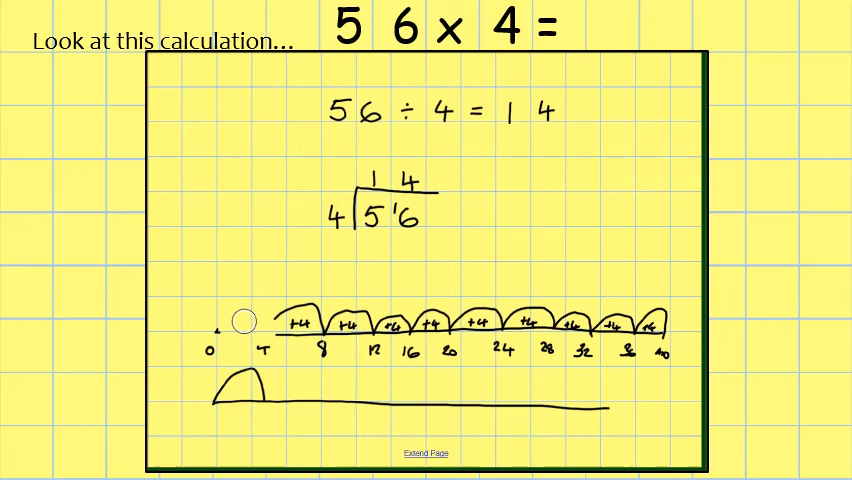 Look at this calculation... 5 6 x 4 =
5 6 ÷ 4 = 1 4
1 4
4 5 1 6
+4 +4 +4 +4 +4 +4 +4 +4 +4
0 4 8 12 16 20 24 28 32 36 40
Extend Page